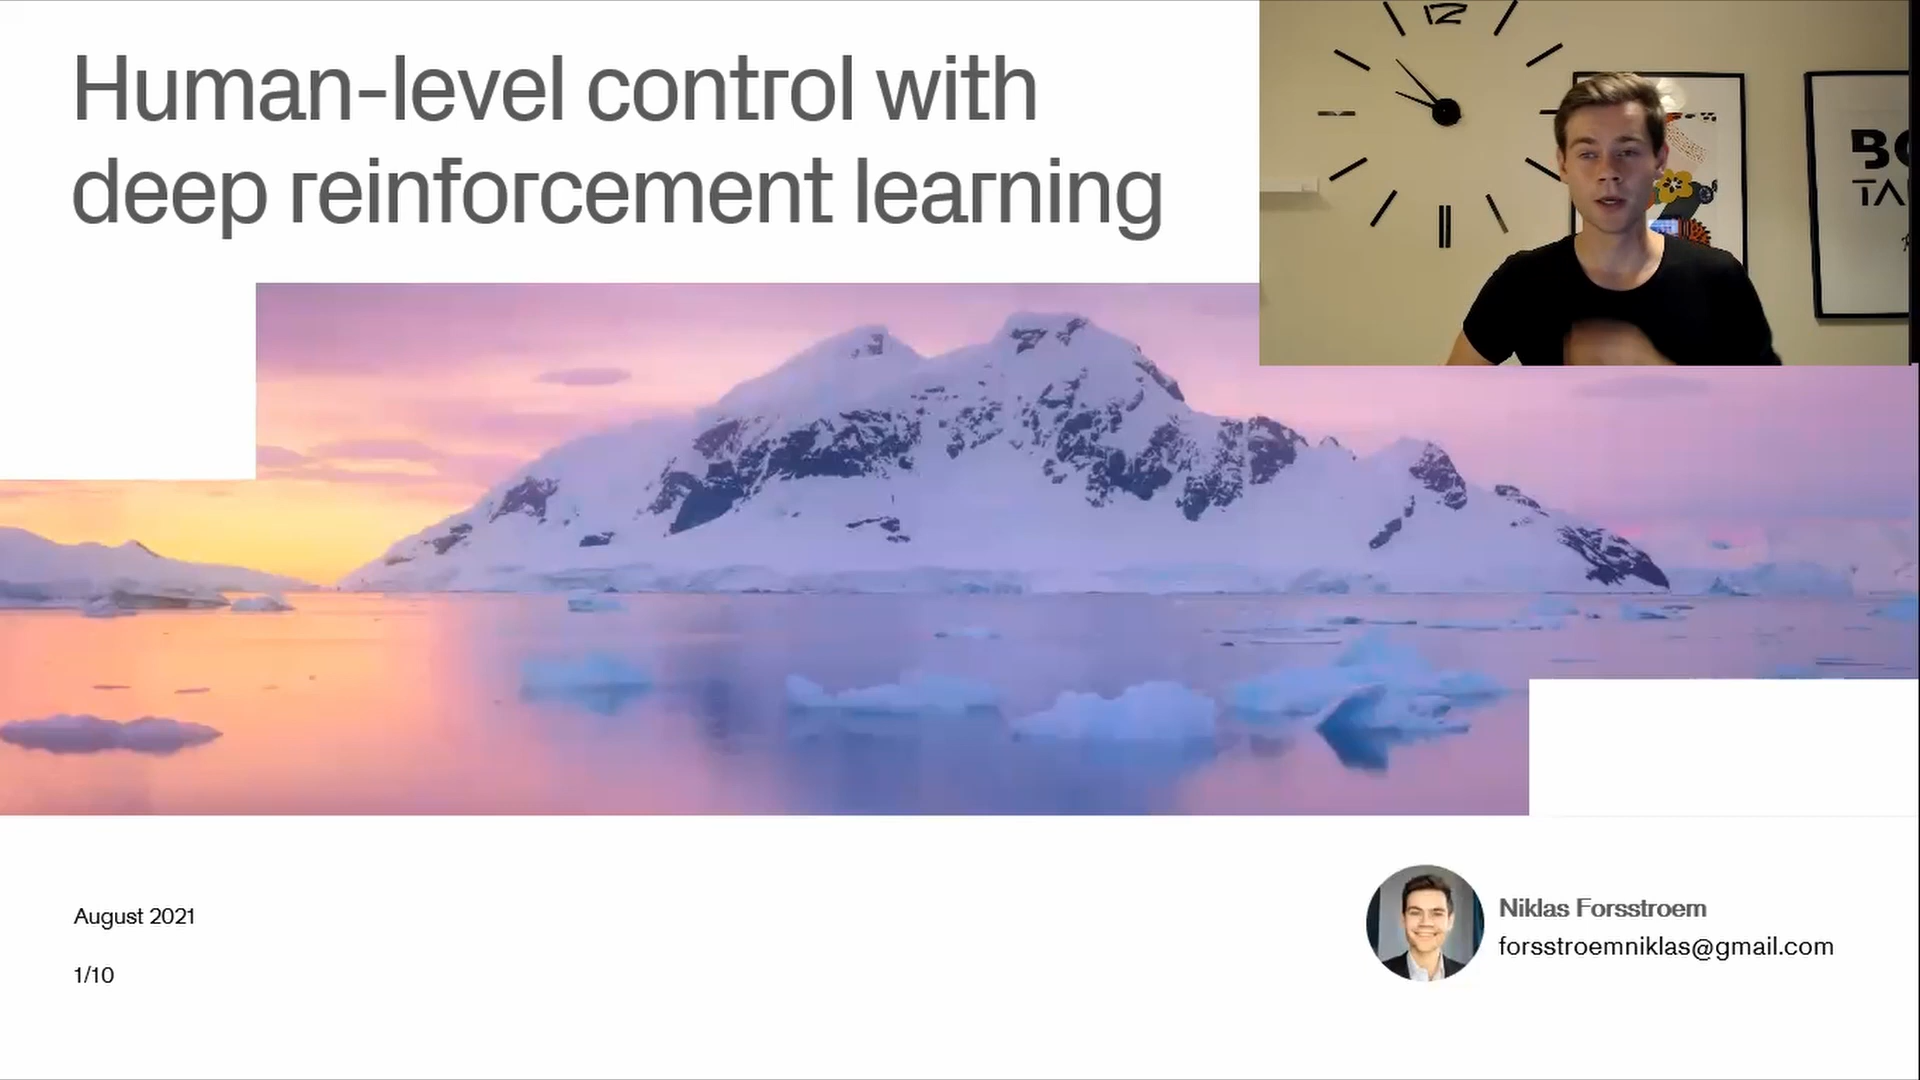 Human-level control with
deep reinforcement learning
12
August 2021
1/10
Niklas Forsstroem
forsstroemniklas@gmail.com